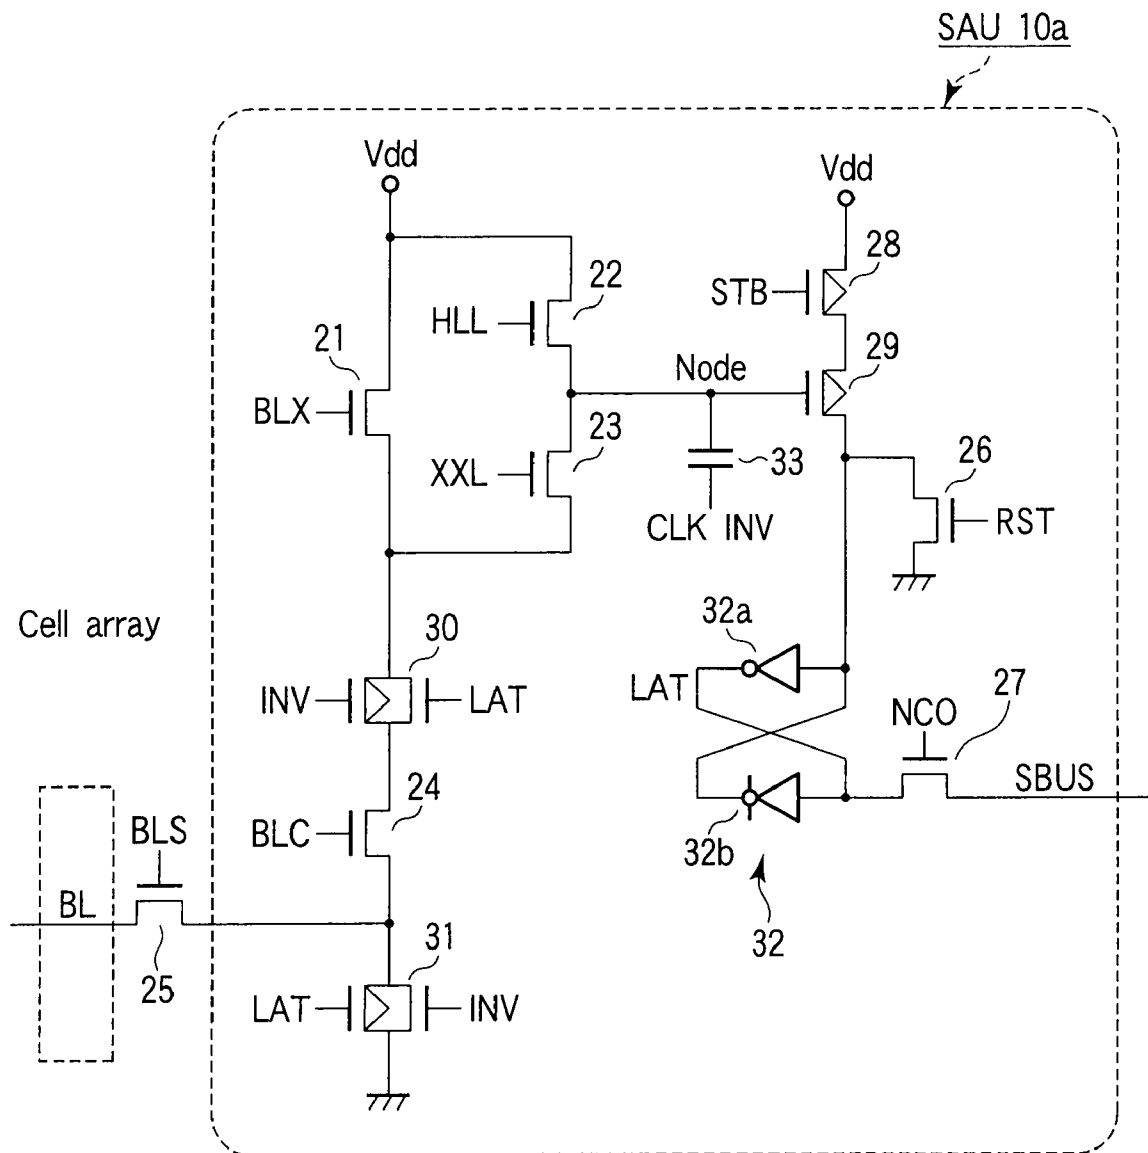 SAU 10a
Vdd
Vdd
28
STB
22
HLL
29
21
Node
BLX
23
XXL
33
26
RST
CLK INV
Cell array
30
32a
INV
LAT
LAT
27
NCO
24
SBUS
BLC
BLS
32b
BL
32
25
31
LAT
INV